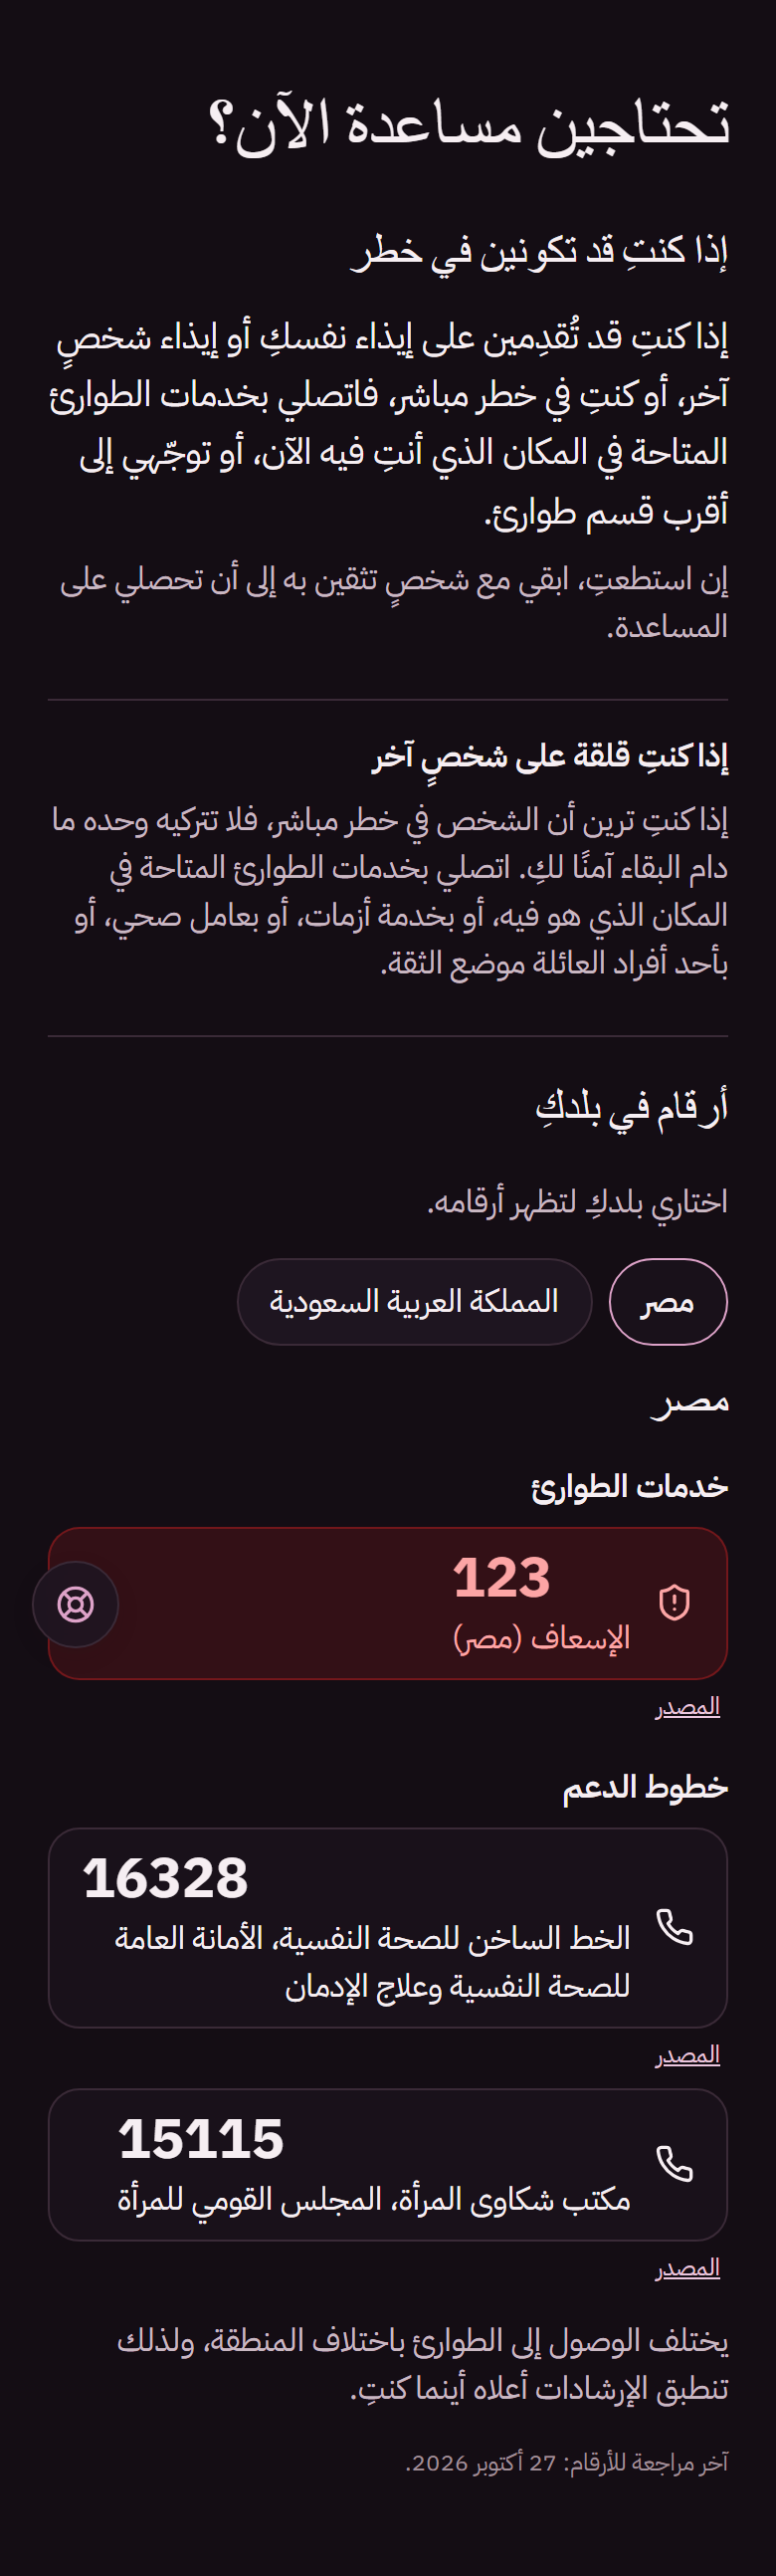 تحتاجين مساعدة الآن؟
إذا كنتِ قد تكونين في خطر
إذا كنتِ قد تُقدِمين على إيذاء نفسكِ أو إيذاء شخصٍ
آخر، أو كنتِ في خطر مباشر، فاتصلي بخدمات الطوارئ
المتاحة في المكان الذي أنتِ فيه الآن، أو توجّهي إلى
أقرب قسم طوارئ.
إن استطعتِ، ابقي مع شخصٍ تثقين به إلى أن تحصلي على
المساعدة.
إذا كنتِ قلقة على شخصٍ آخر
إذا كنتِ ترين أن الشخص في خطر مباشر، فلا تتركيه وحده ما
دام البقاء آمنًا لكِ. اتصلي بخدمات الطوارئ المتاحة في
المكان الذي هو فيه، أو بخدمة أزمات، أو بعامل صحي، أو
بأحد أفراد العائلة موضع الثقة.
أرقام في بلدكِ
اختاري بلدكِ لتظهر أرقامه.
مصر
المملكة العربية السعودية
مصر
خدمات الطوارئ
123
الإسعاف (مصر)
المصدر
خطوط الدعم
16328
الخط الساخن للصحة النفسية، الأمانة العامة
للصحة النفسية وعلاج الإدمان
المصدر
15115
مكتب شكاوى المرأة، المجلس القومي للمرأة
المصدر
يختلف الوصول إلى الطوارئ باختلاف المنطقة، ولذلك
تنطبق الإرشادات أعلاه أينما كنتِ.
آخر مراجعة للأرقام: 27 أكتوبر 2026.